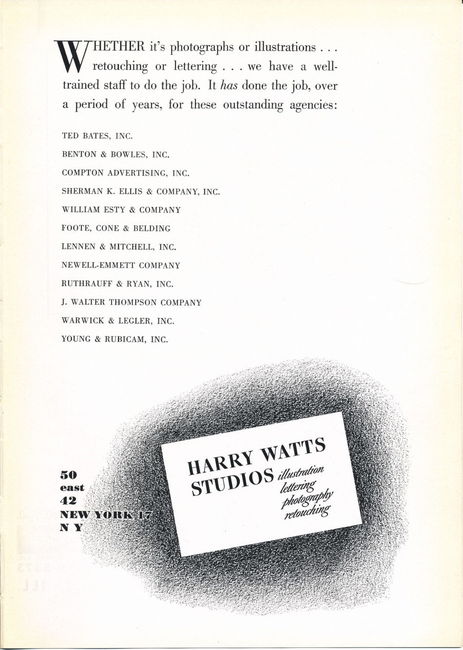 WHETHER it's photographs or illustrations . . .
retouching or lettering . . . we have a well-
trained staff to do the job. It has done the job, over
a period of years, for these outstanding agencies:
TED BATES, INC.
BENTON & BOWLES, INC.
COMPTON ADVERTISING, INC.
SHERMAN K. ELLIS & COMPANY, INC.
WILLIAM ESTY & COMPANY
FOOTE, CONE & BELDING
LENNEN & MITCHELL, INC.
NEWELL-EMMETT COMPANY
RUTHRAUFF & RYAN, INC.
J. WALTER THOMPSON COMPANY
WARWICK & LEGLER, INC.
YOUNG & RUBICAM, INC.
HARRY WATTS
STUDIOS illustration
lettering
photography
retouching
50
east
42
NEW YORK 17
N Y